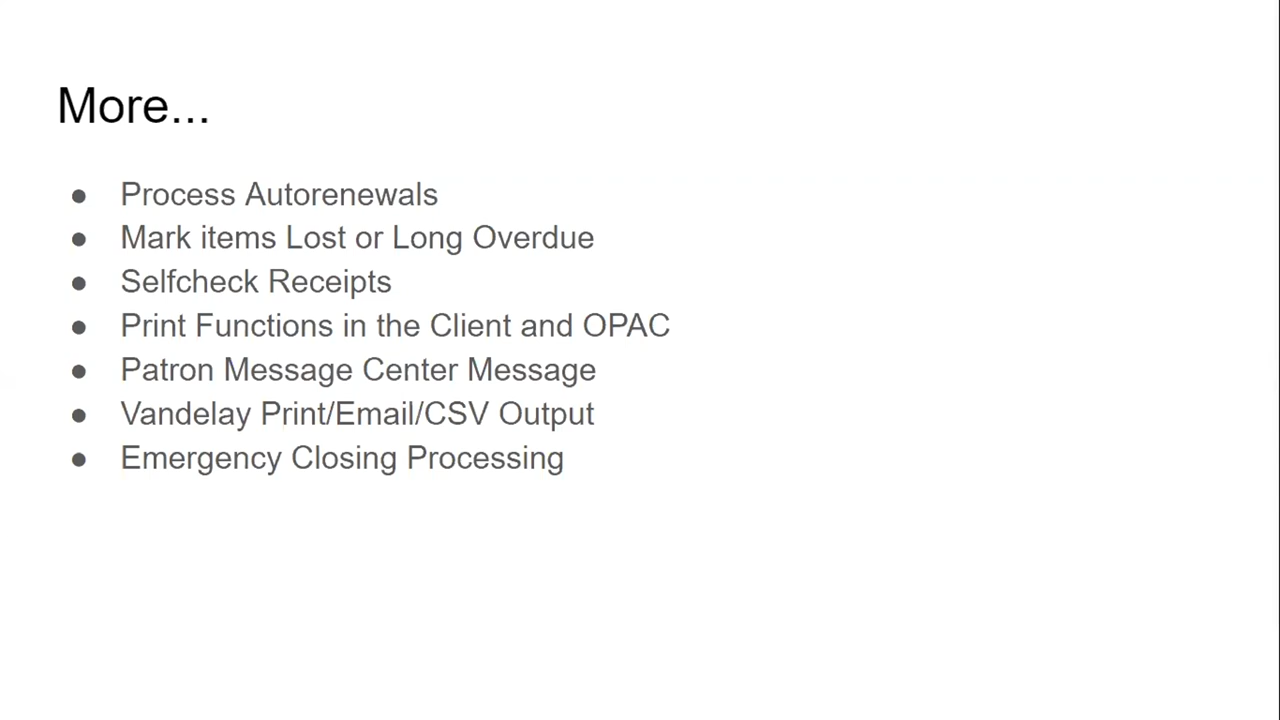 More...
● Process Autorenewals
● Mark items Lost or Long Overdue
● Selfcheck Receipts
● Print Functions in the Client and OPAC
● Patron Message Center Message
● Vandelay Print/Email/CSV Output
● Emergency Closing Processing